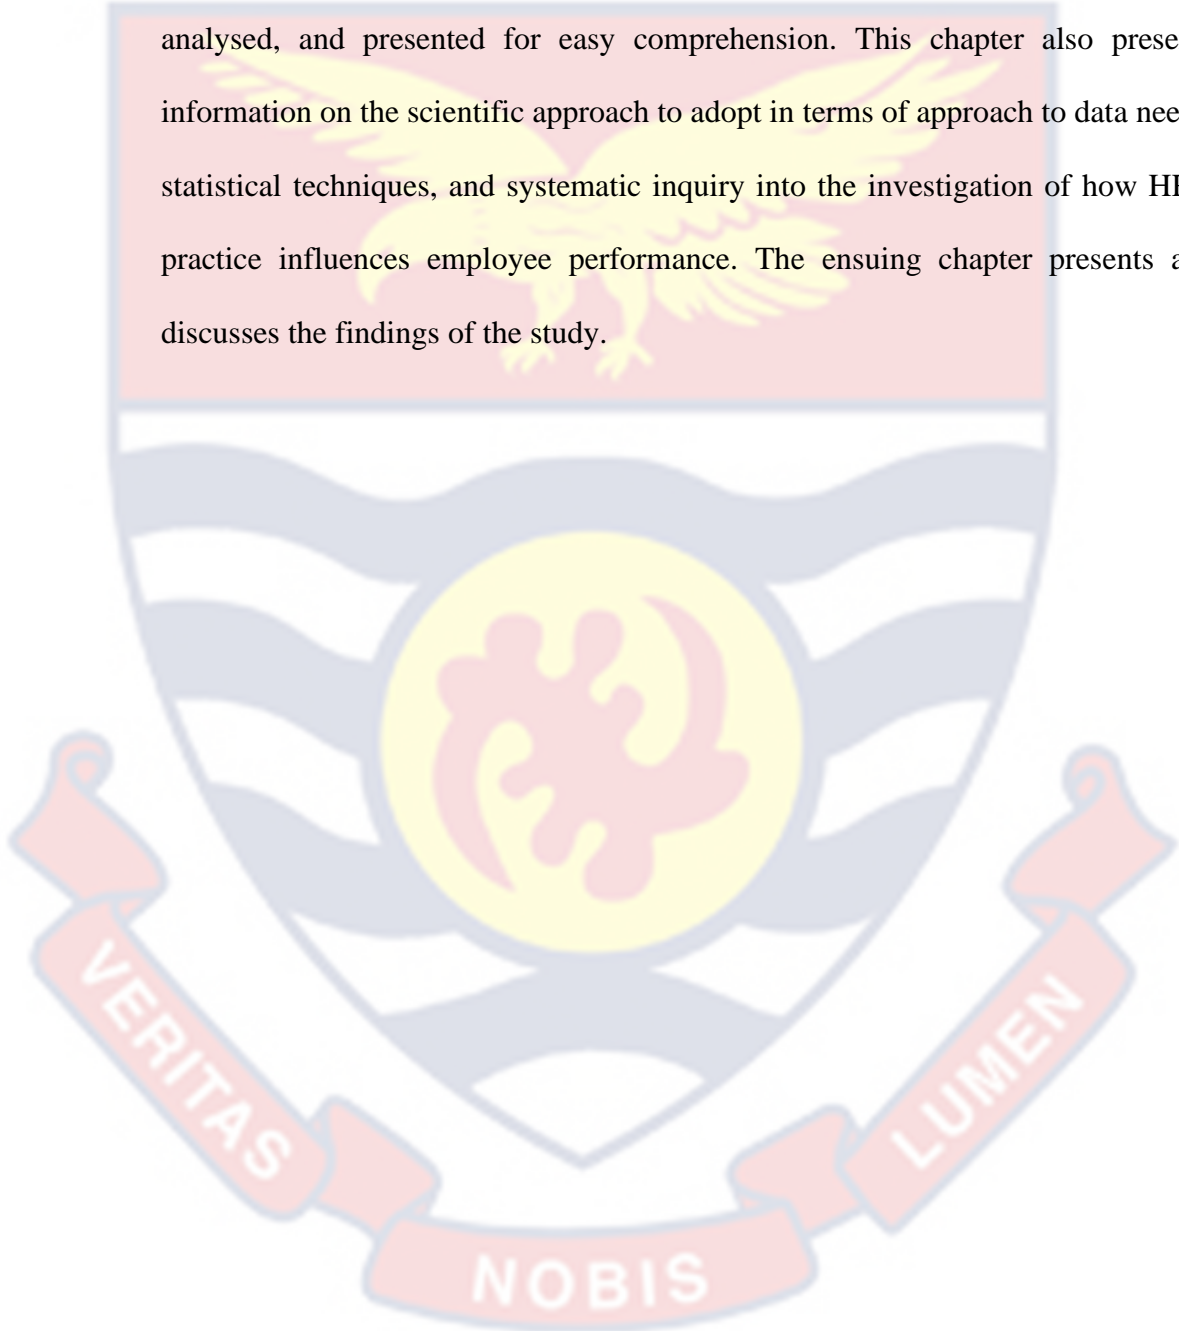 analysed, and presented for easy comprehension. This chapter also prese
information on the scientific approach to adopt in terms of approach to data nee
statistical techniques, and systematic inquiry into the investigation of how HR
practice influences employee performance. The ensuing chapter presents a
discusses the findings of the study.
VERITAS
NOBIS
LUMEN